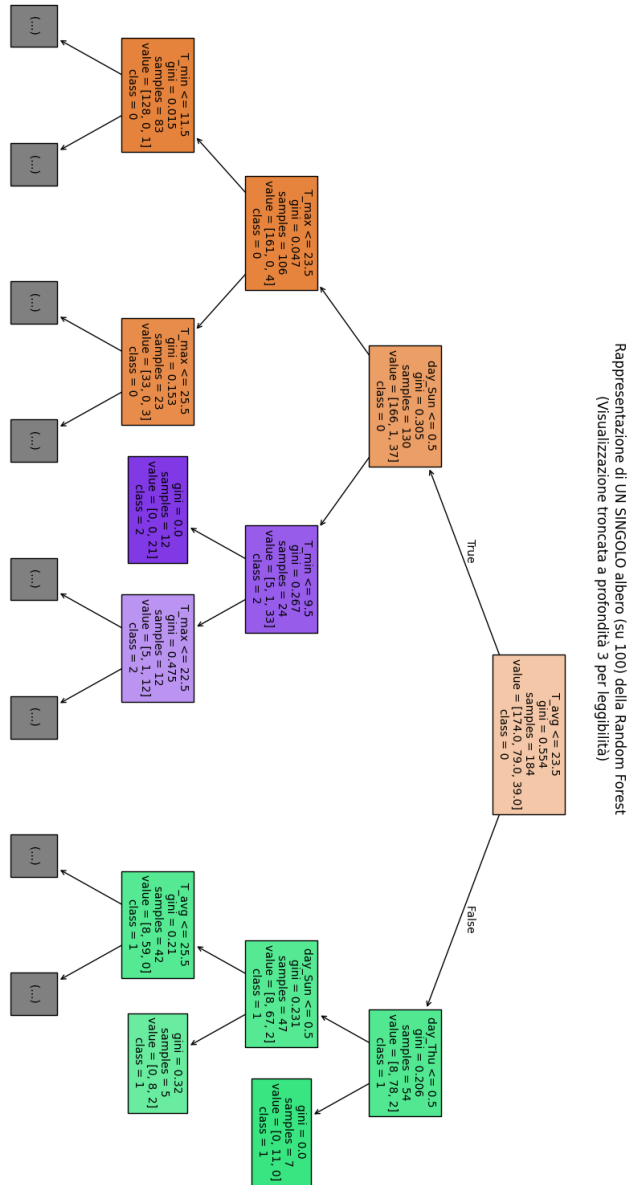 Rappresentazione di UN SINGOLO albero (su 100) della Random Forest
(Visualizzazione troncata a profondità 3 per leggibilità)
T_avg <= 23.5
gini = 0.554
samples = 184
value = [174.0, 79.0, 39.0]
class = 0
True
False
day_Sun <= 0.5
gini = 0.305
samples = 130
value = [166, 1, 37]
class = 0
day_Thu <= 0.5
gini = 0.206
samples = 54
value = [8, 78, 2]
class = 1
T_max <= 23.5
gini = 0.047
samples = 106
value = [161, 0, 4]
class = 0
T_min <= 9.5
gini = 0.267
samples = 24
value = [5, 1, 33]
class = 2
day_Sun <= 0.5
gini = 0.231
samples = 47
value = [8, 67, 2]
class = 1
gini = 0.0
samples = 7
value = [0, 11, 0]
class = 1
T_min <= 11.5
gini = 0.015
samples = 83
value = [128, 0, 1]
class = 0
T_max <= 25.5
gini = 0.153
samples = 23
value = [33, 0, 3]
class = 0
gini = 0.0
samples = 12
value = [0, 0, 21]
class = 2
T_max <= 22.5
gini = 0.475
samples = 12
value = [5, 1, 12]
class = 2
T_avg <= 25.5
gini = 0.21
samples = 42
value = [8, 59, 0]
class = 1
gini = 0.32
samples = 5
value = [0, 8, 2]
class = 1
(...)
(...)
(...)
(...)
(...)
(...)
(...)
(...)